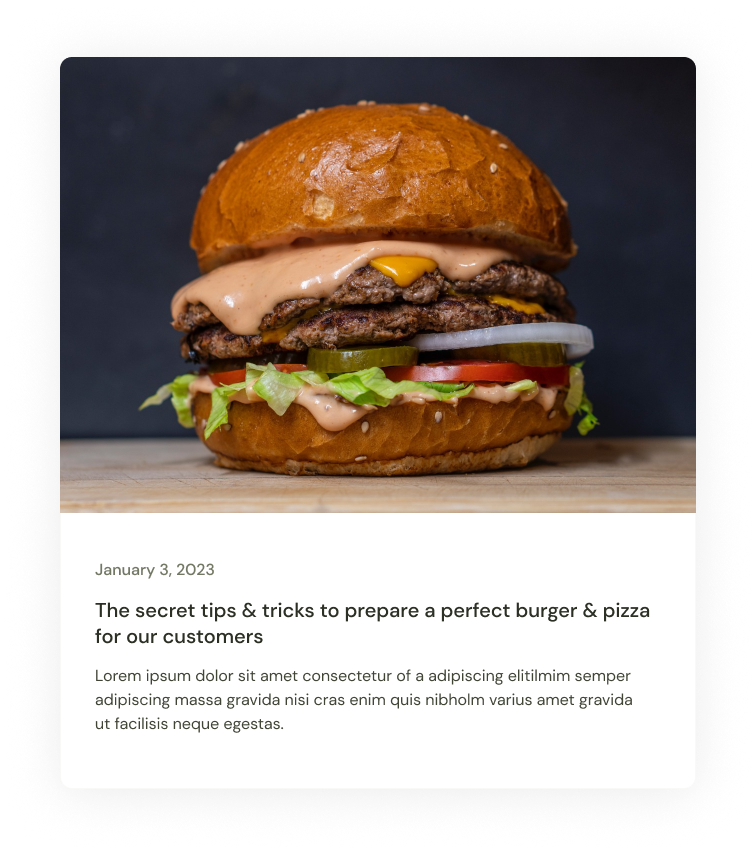 January 3, 2023
The secret tips & tricks to prepare a perfect burger & pizza
for our customers
Lorem ipsum dolor sit amet consectetur of a adipiscing elitilmim semper
adipiscing massa gravida nisi cras enim quis nibholm varius amet gravida
ut facilisis neque egestas.